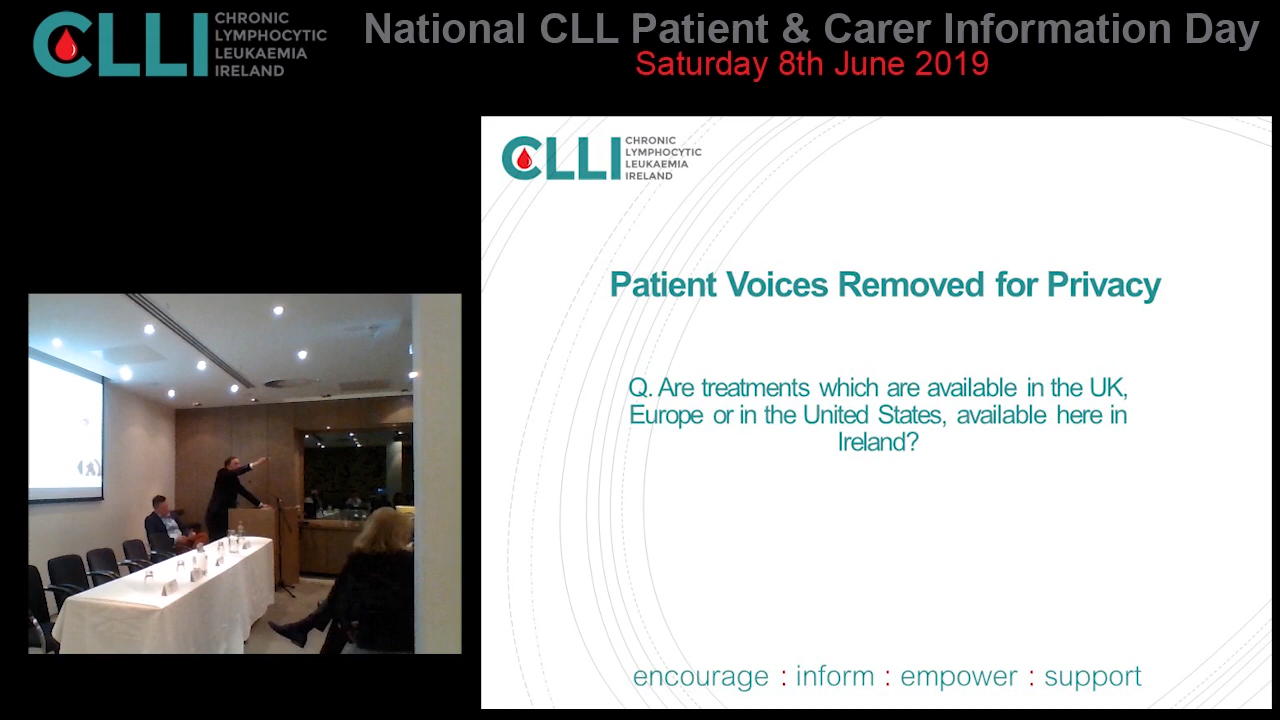 CLLI
CHRONIC
LYMPHOCYTIC
LEUKAEMIA
IRELAND
National CLL Patient & Carer Information Day
Saturday 8th June 2019
CLLI
CHRONIC
LYMPHOCYTIC
LEUKAEMIA
IRELAND
Patient Voices Removed for Privacy
Q. Are treatments which are available in the UK,
Europe or in the United States, available here in
Ireland?
encourage : inform : empower : support